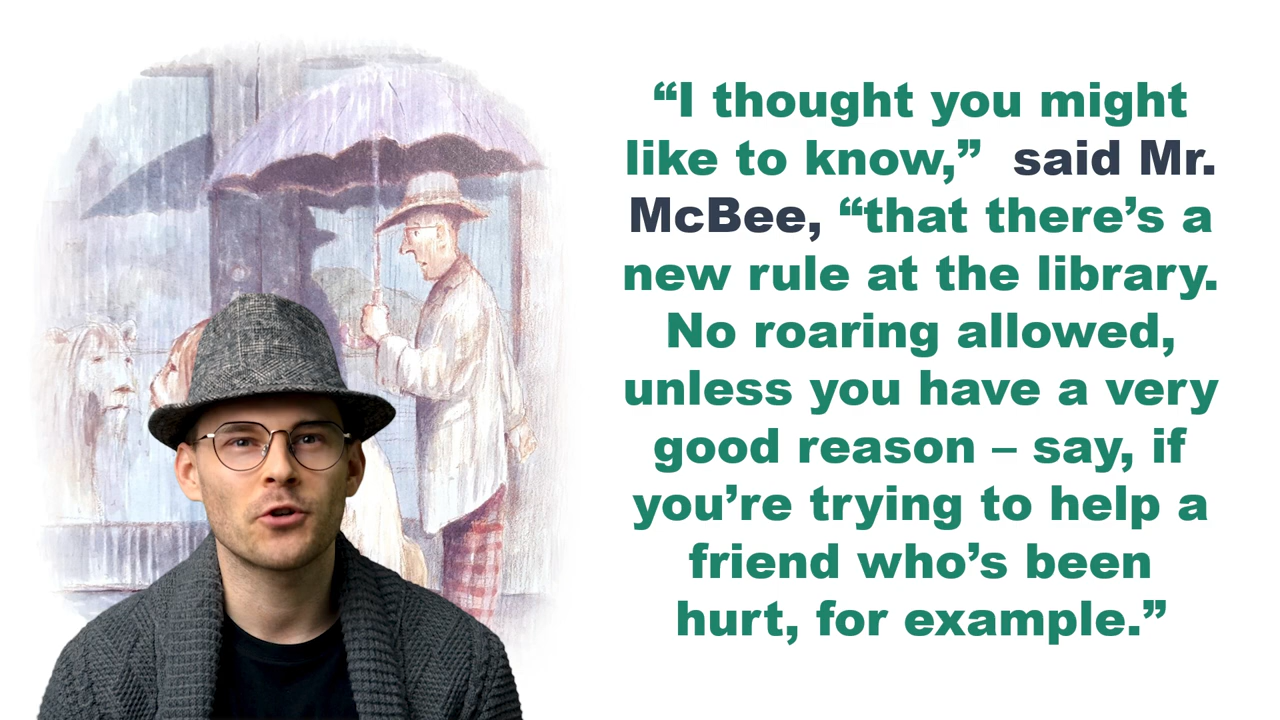 “I thought you might
like to know,”  said Mr.
McBee, “that there’s a
new rule at the library.
No roaring allowed,
unless you have a very
good reason – say, if
you’re trying to help a
friend who’s been
hurt, for example.”